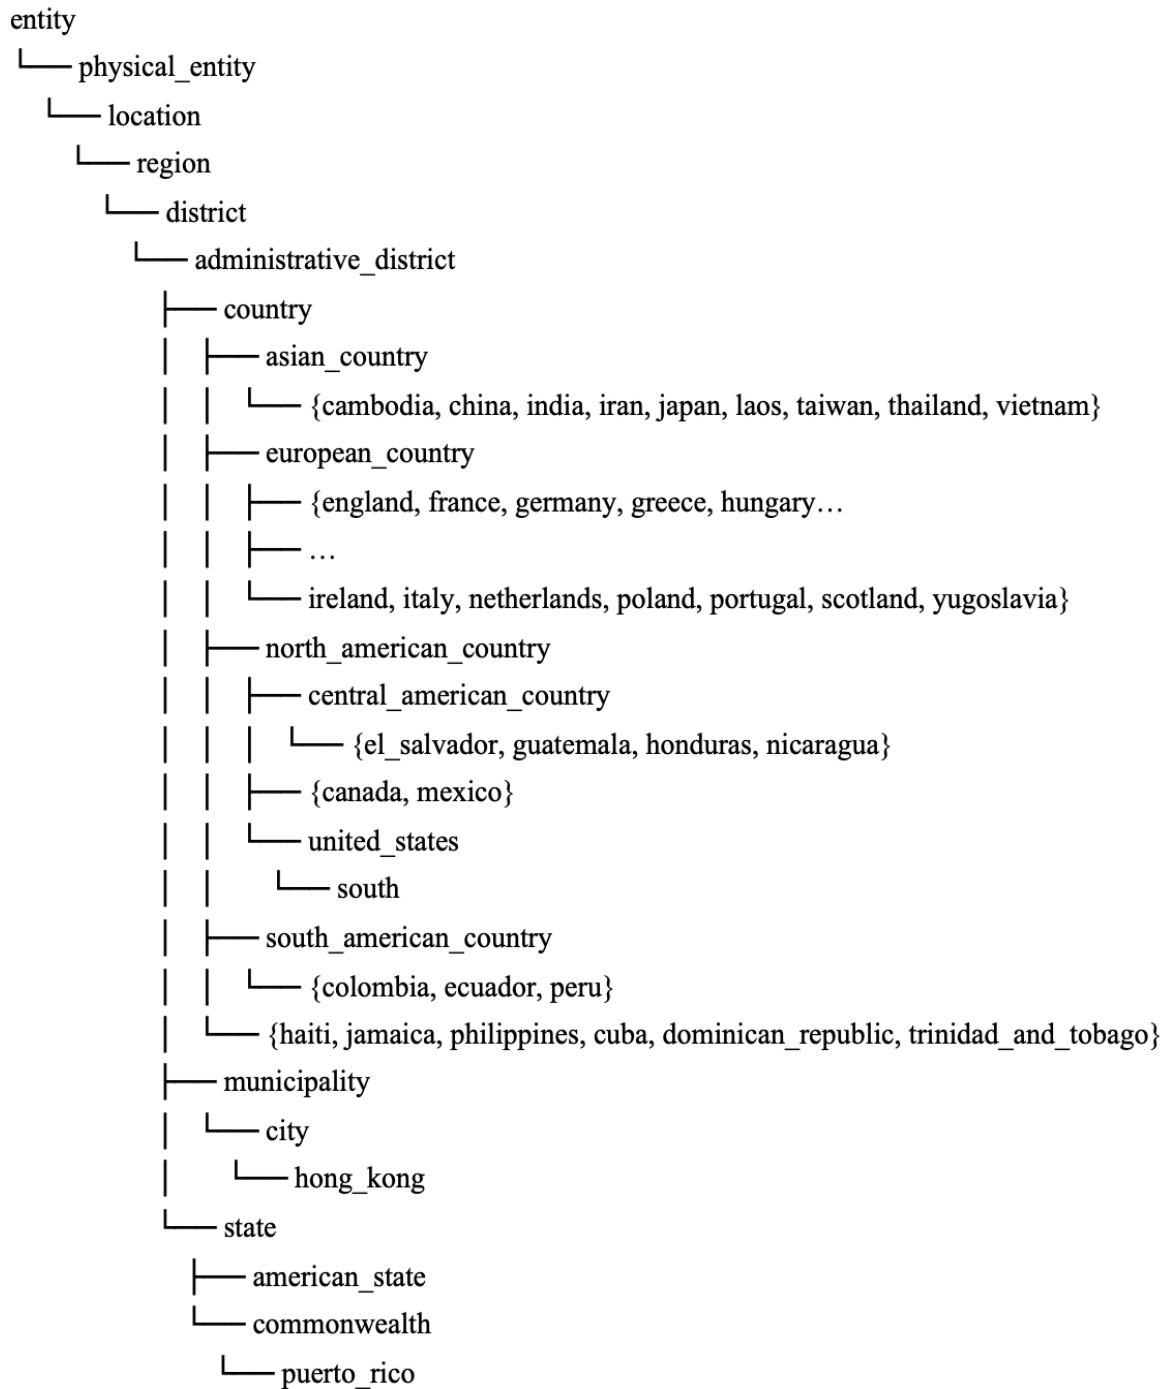 entity
physical_entity
location
region
district
administrative_district
country
asian_country
{cambodia, china, india, iran, japan, laos, taiwan, thailand, vietnam}
european_country
{england, france, germany, greece, hungary…
…
ireland, italy, netherlands, poland, portugal, scotland, yugoslavia}
north_american_country
central_american_country
{el_salvador, guatemala, honduras, nicaragua}
{canada, mexico}
united_states
south
south_american_country
{colombia, ecuador, peru}
{haiti, jamaica, philippines, cuba, dominican_republic, trinidad_and_tobago}
municipality
city
hong_kong
state
american_state
commonwealth
puerto_rico